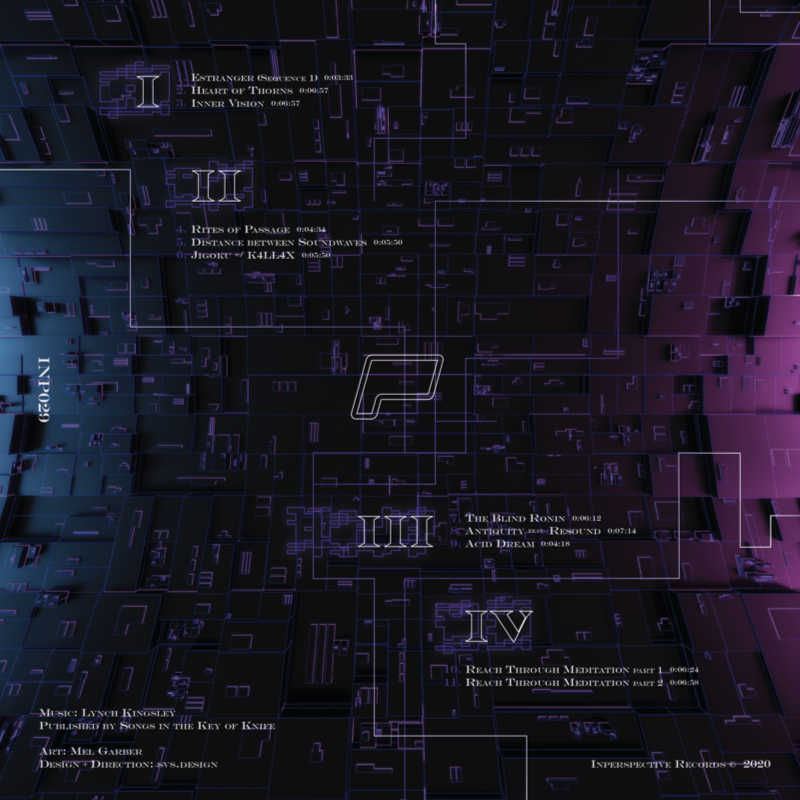 I
1. Estranger (Sequence 1) 0:03:33
2. Heart of Thorns 0:06:57
3. Inner Vision 0:06:57
II
4. Rites of Passage 0:04:34
5. Distance between Soundwaves 0:05:50
6. Jigoku w/ K4LL4X 0:05:50
INP029
III
7. The Blind Ronin 0:06:12
8. Antiquity Resound 0:07:14
9. Acid Dream 0:04:18
IV
10. Reach Through Meditation part 1 0:06:24
11. Reach Through Meditation part 2 0:06:58
Music: Lynch Kingsley
Published by Songs in the Key of Knife
Art: Mel Garber
Design + Direction: svs.design
Inperspective Records © 2020